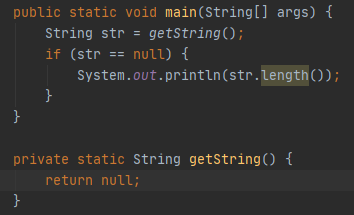 public static void main(String[] args) {
    String str = getString();
    if (str == null) {
        System.out.println(str.length());
    }
}

private static String getString() {
    return null;
}